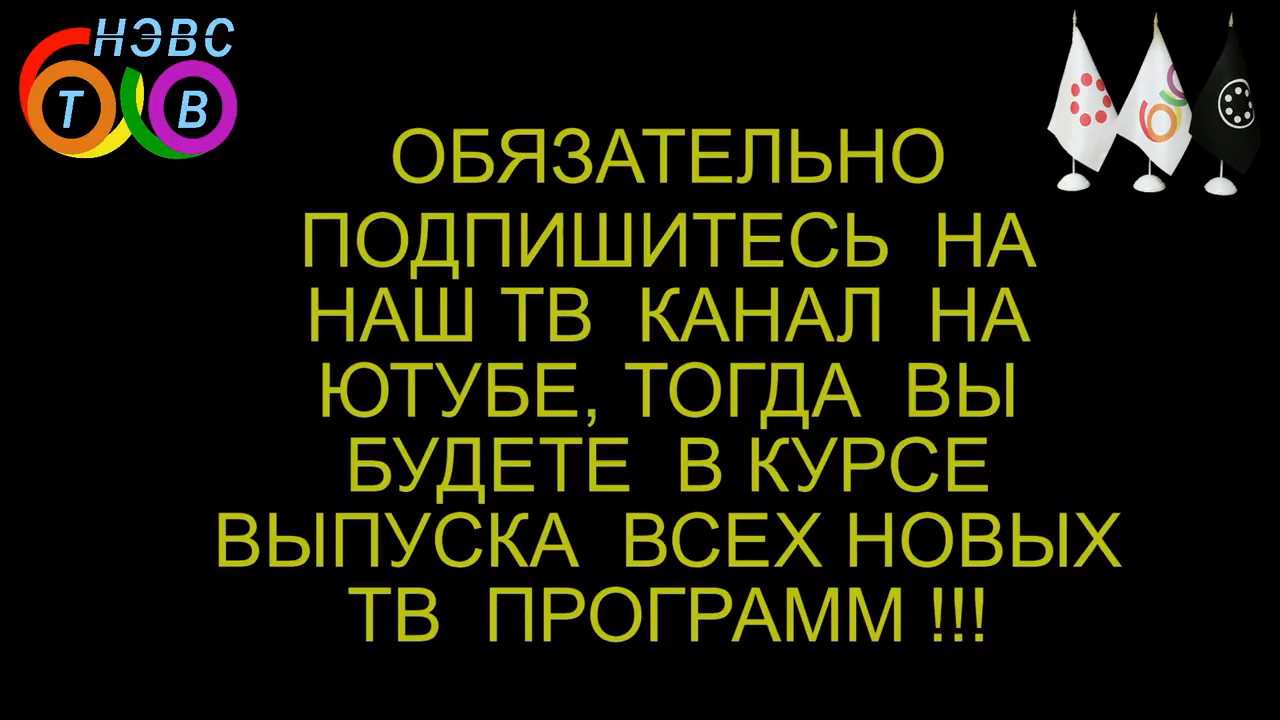 НЭВС
Т В
ОБЯЗАТЕЛЬНО
ПОДПИШИТЕСЬ НА
НАШ ТВ КАНАЛ НА
ЮТУБЕ, ТОГДА ВЫ
БУДЕТЕ В КУРСЕ
ВЫПУСКА ВСЕХ НОВЫХ
ТВ ПРОГРАММ !!!